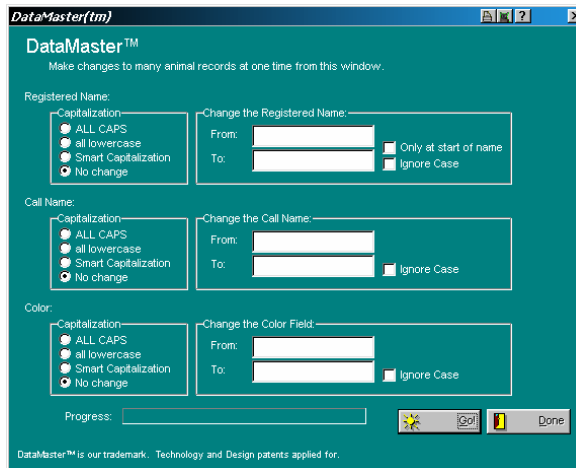 DataMaster(tm)
?
DataMaster™
Make changes to many animal records at one time from this window.
Registered Name:
Capitalization
ALL CAPS
all lowercase
Smart Capitalization
No change
Change the Registered Name:
From:
To:
Only at start of name
Ignore Case
Call Name:
Capitalization
ALL CAPS
all lowercase
Smart Capitalization
No change
Change the Call Name:
From:
To:
Ignore Case
Color:
Capitalization
ALL CAPS
all lowercase
Smart Capitalization
No change
Change the Color Field:
From:
To:
Ignore Case
Progress:
Go!
Done
DataMaster™ is our trademark. Technology and Design patents applied for.